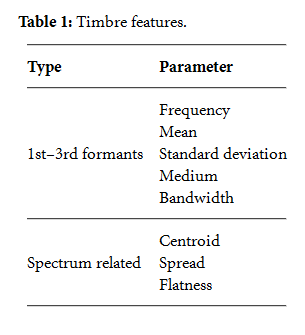 Table 1: Timbre features.
Type Parameter
Frequency
Mean
1st–3rd formants Standard deviation
Medium
Bandwidth
Centroid
Spectrum related Spread
Flatness